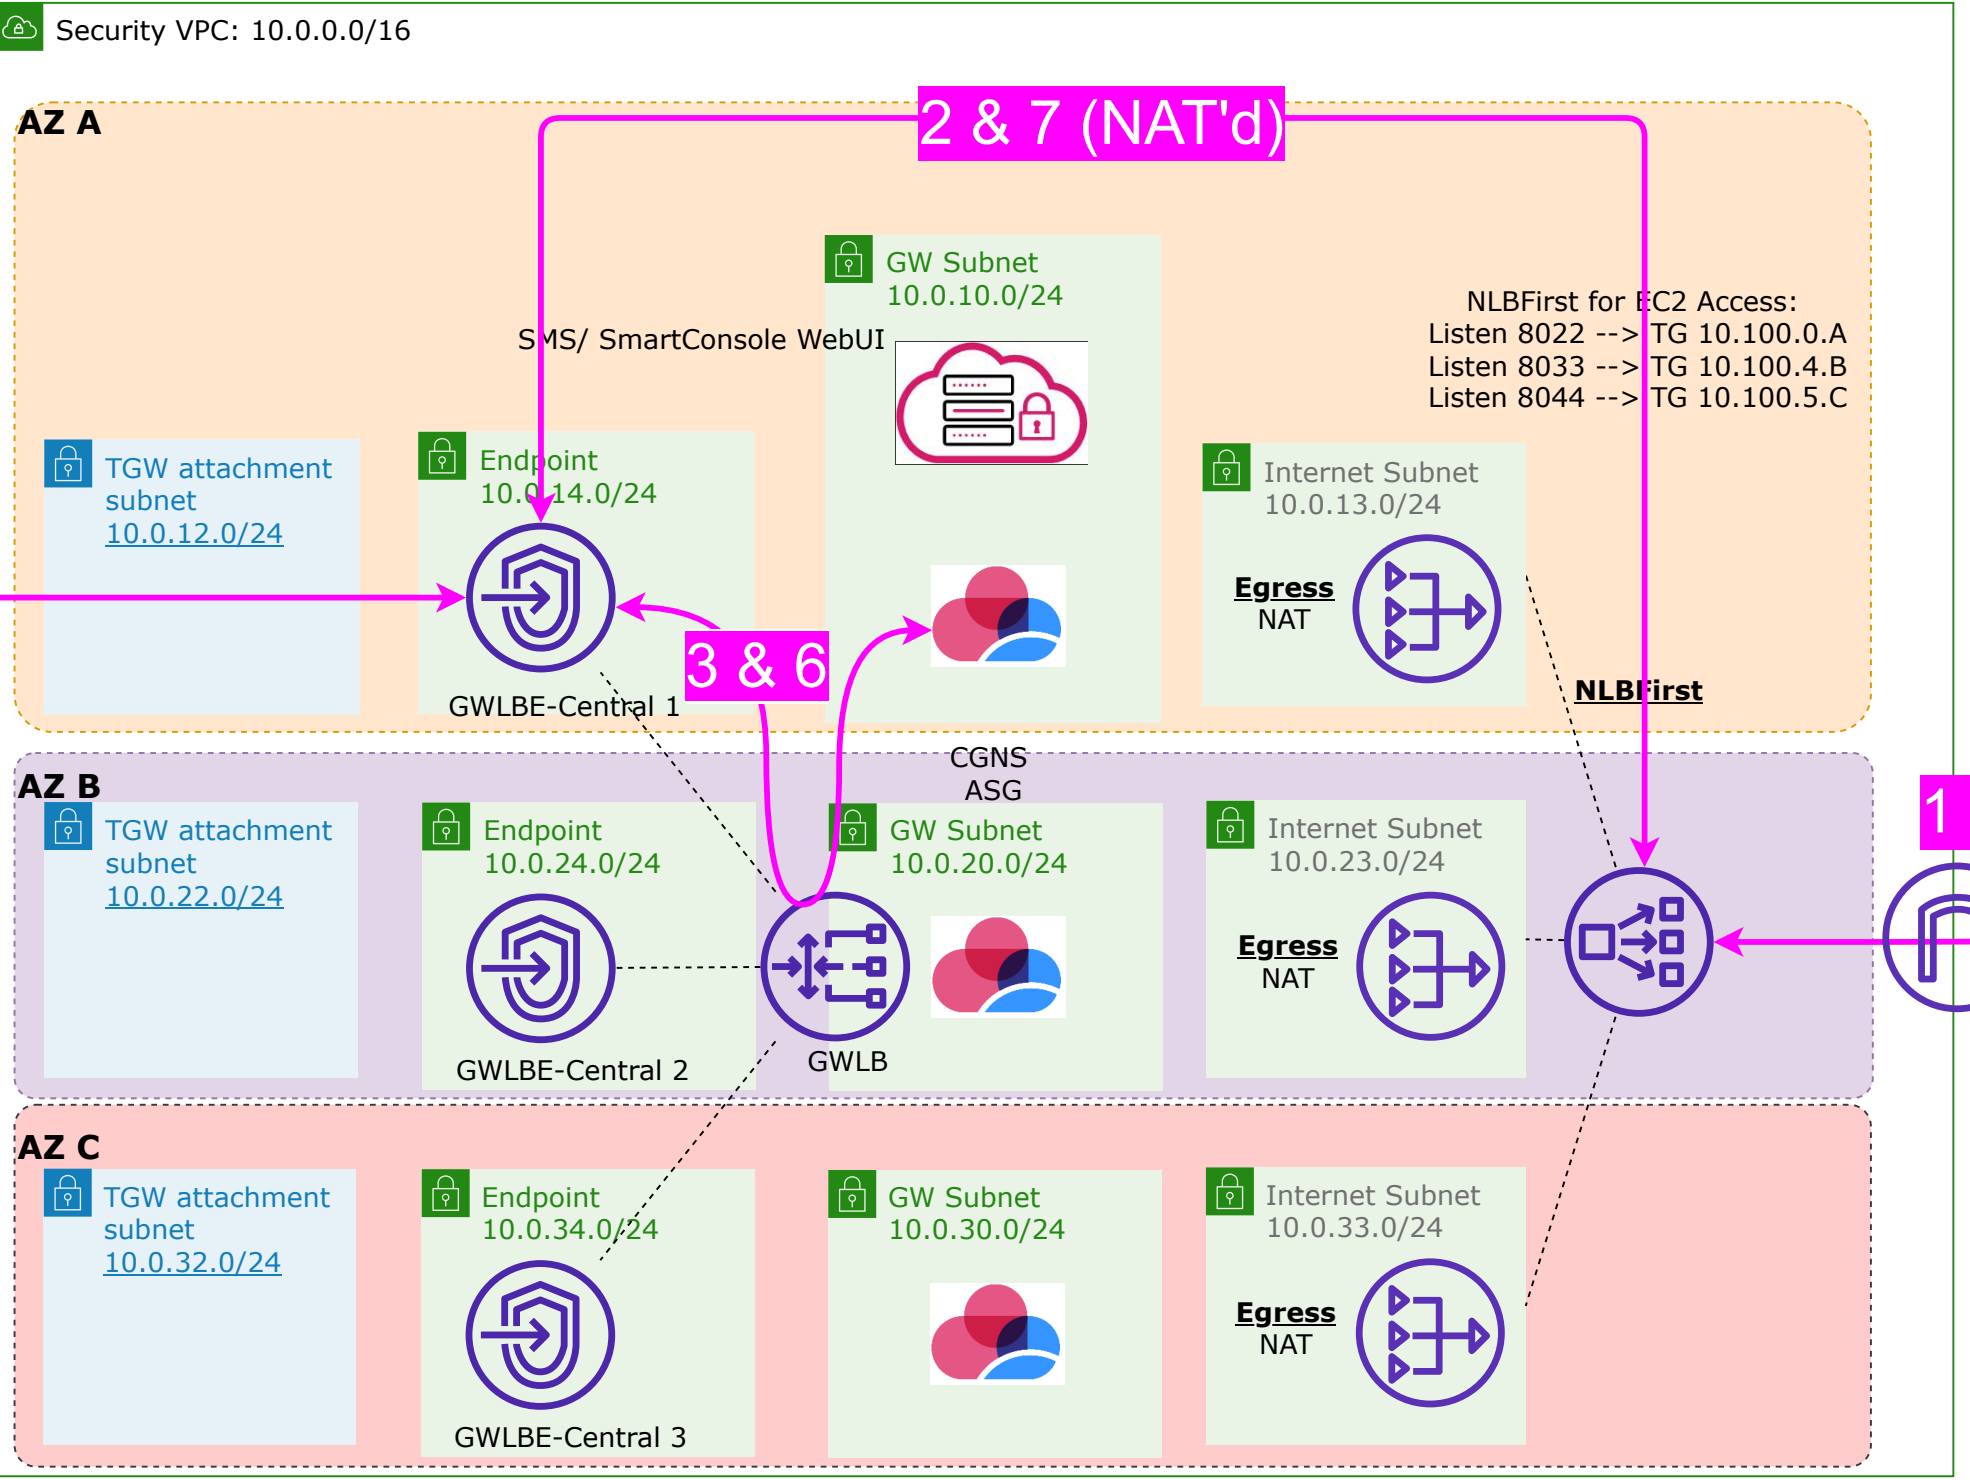 Security VPC: 10.0.0.0/16
AZ A
2 & 7 (NAT'd)
GW Subnet
10.0.10.0/24
SMS/ SmartConsole WebUI
NLBFirst for EC2 Access:
Listen 8022 --> TG 10.100.0.A
Listen 8033 --> TG 10.100.4.B
Listen 8044 --> TG 10.100.5.C
TGW attachment
subnet
10.0.12.0/24
Endpoint
10.0.14.0/24
GWLBE-Central 1
3 & 6
Internet Subnet
10.0.13.0/24
Egress
NAT
NLBFirst
CGNS
ASG
AZ B
TGW attachment
subnet
10.0.22.0/24
Endpoint
10.0.24.0/24
GWLBE-Central 2
GWLB
GW Subnet
10.0.20.0/24
Internet Subnet
10.0.23.0/24
Egress
NAT
1
AZ C
TGW attachment
subnet
10.0.32.0/24
Endpoint
10.0.34.0/24
GWLBE-Central 3
GW Subnet
10.0.30.0/24
Internet Subnet
10.0.33.0/24
Egress
NAT